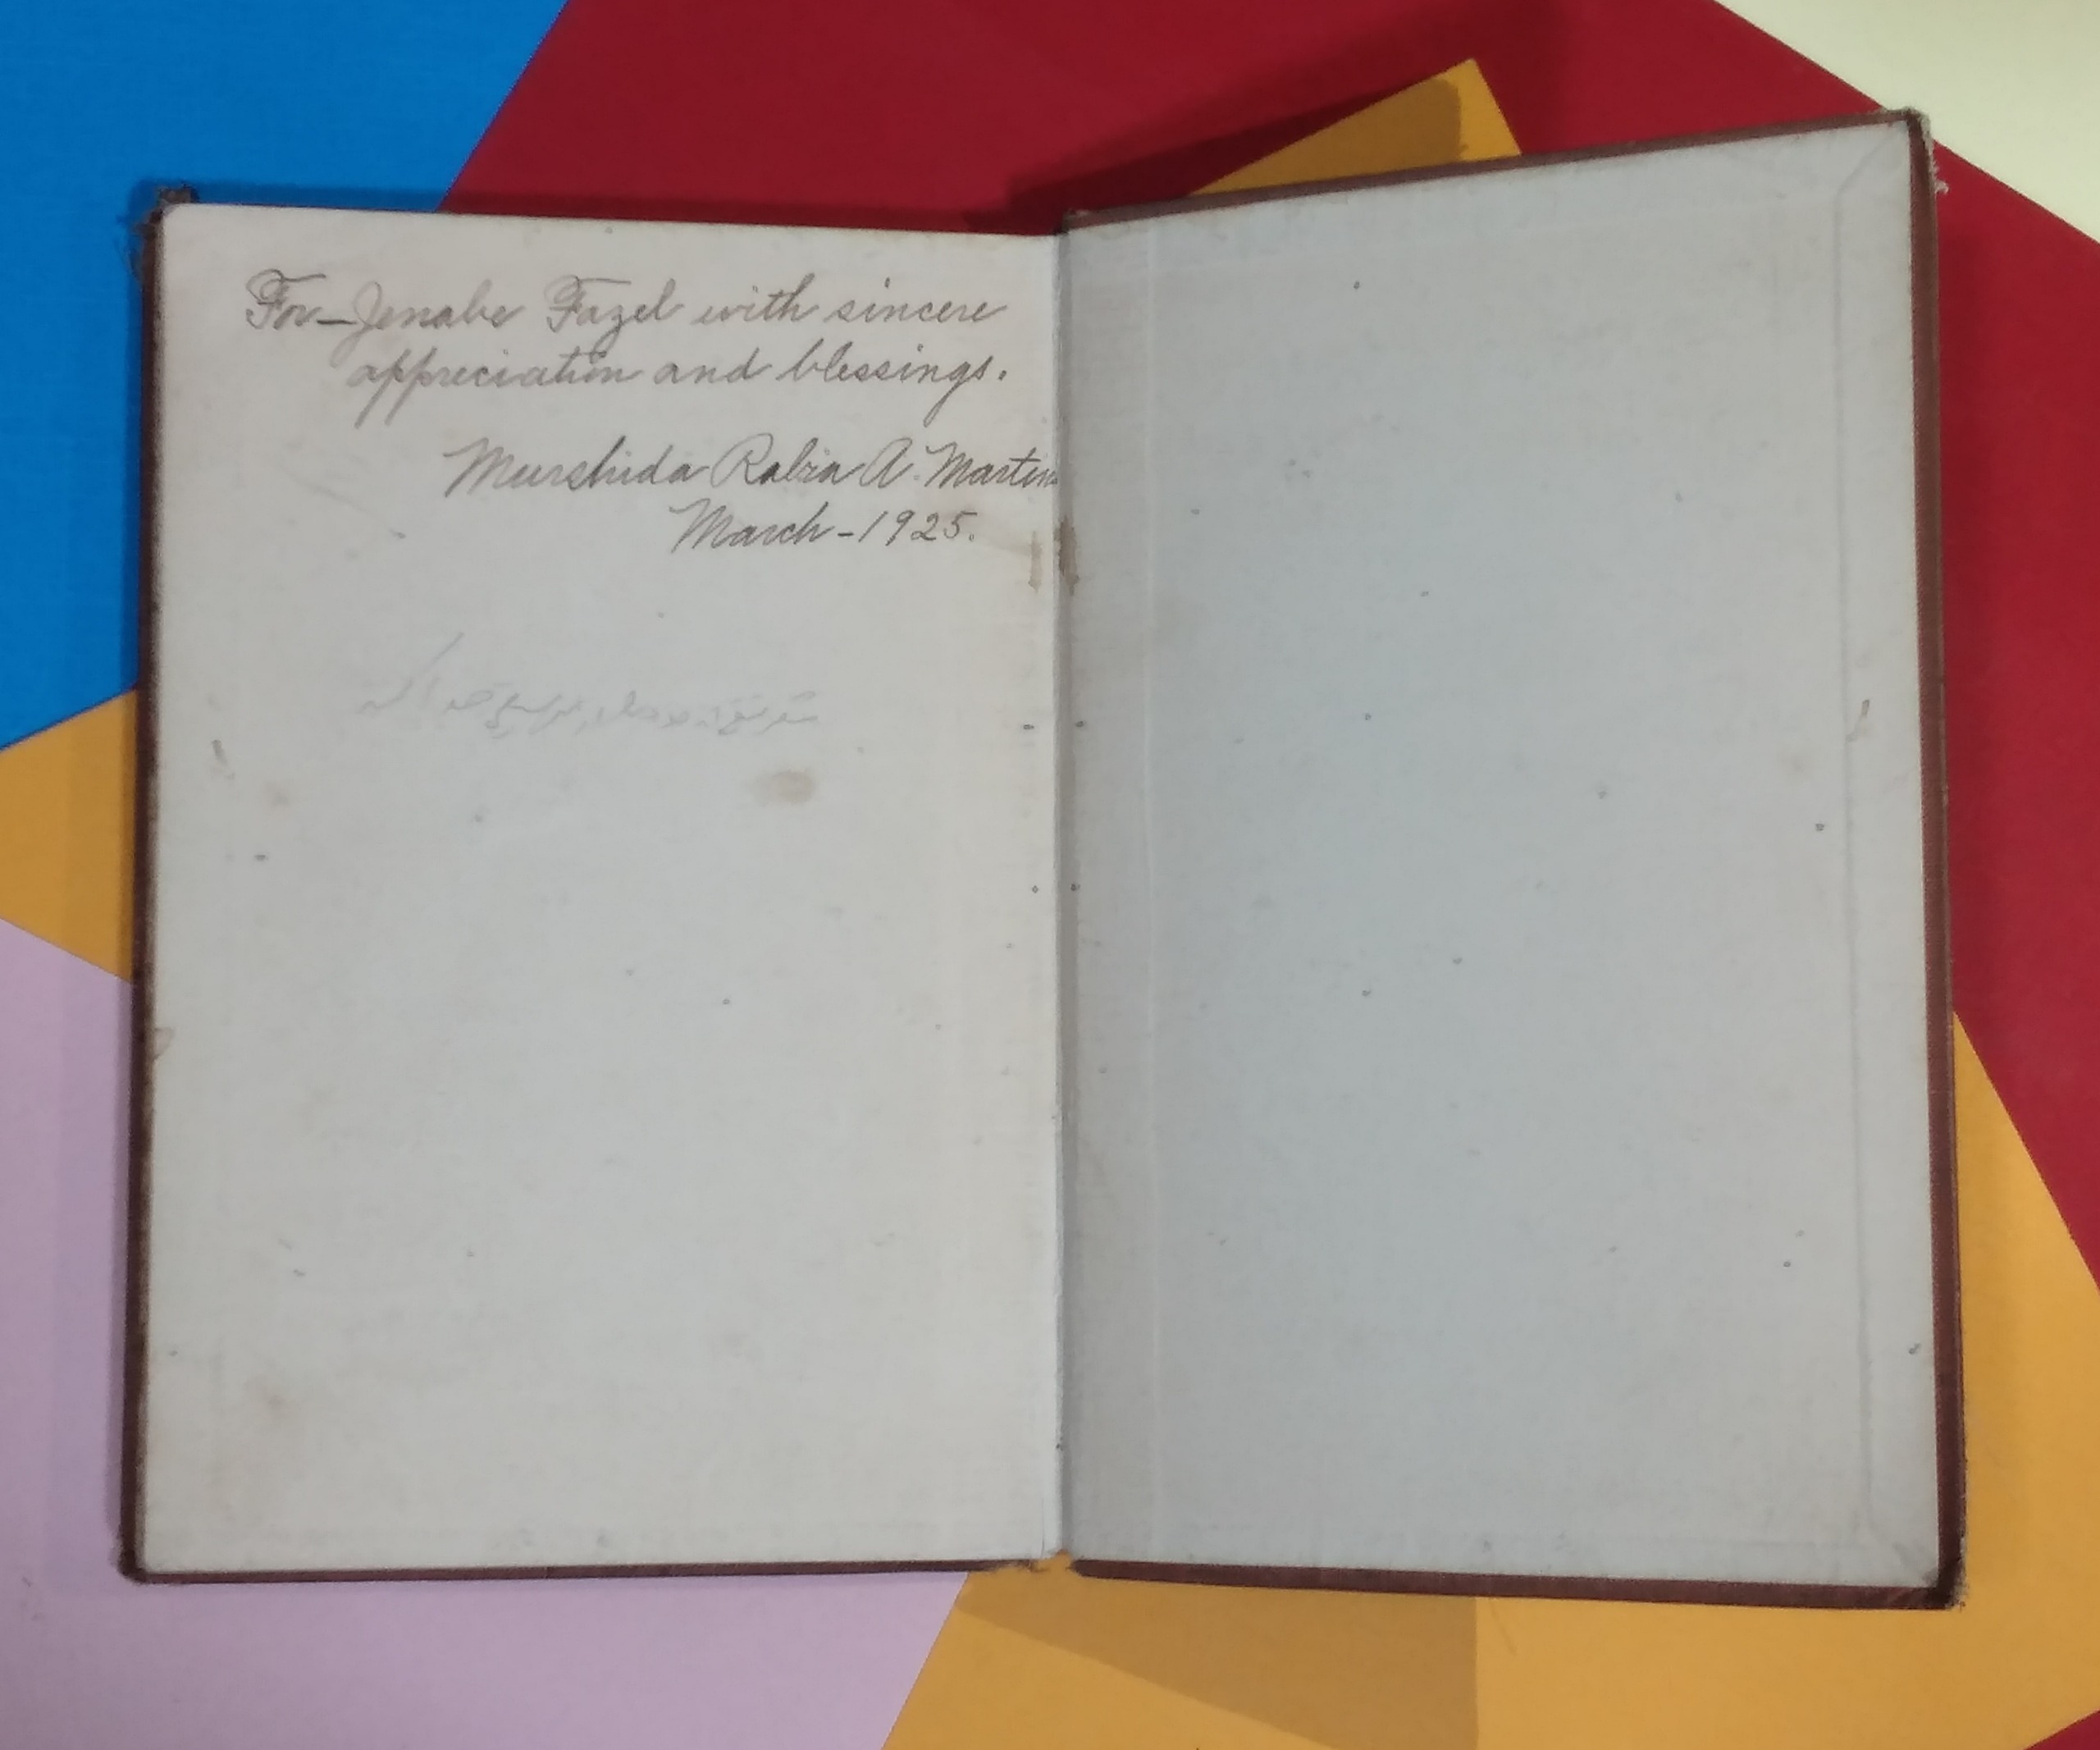 For–Jenabe Fazel with sincere
appreciation and blessings.
Murshida Rabia A. Martin
March–1925.